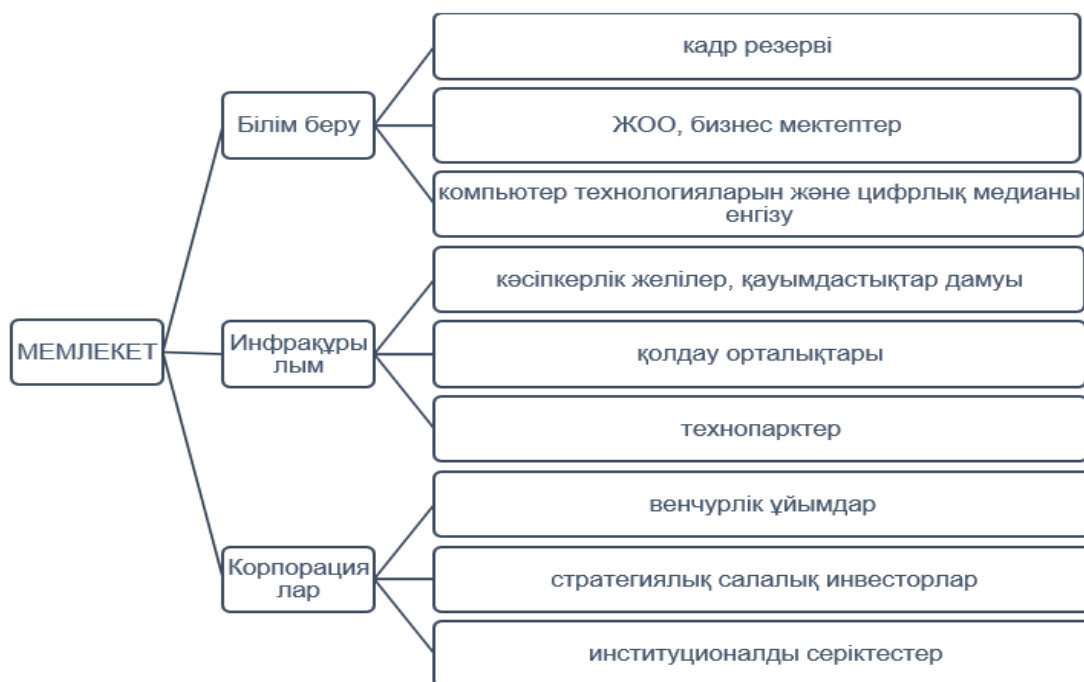 МЕМЛЕКЕТ
Білім беру
кадр резерві
ЖОО, бизнес мектептер
компьютер технологияларын және цифрлық медианы
енгізу
Инфрақұры
лым
кәсіпкерлік желілер, қауымдастықтар дамуы
қолдау орталықтары
технопарктер
Корпорация
лар
венчурлік ұйымдар
стратегиялық салалық инвесторлар
институционалды серіктестер